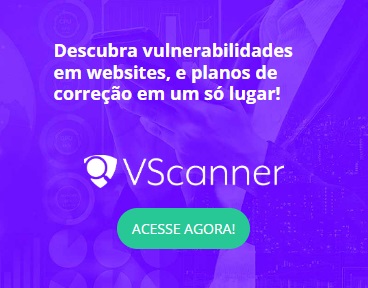 Descubra vulnerabilidades
em websites, e planos de
correção em um só lugar!
VScanner
ACESSE AGORA!